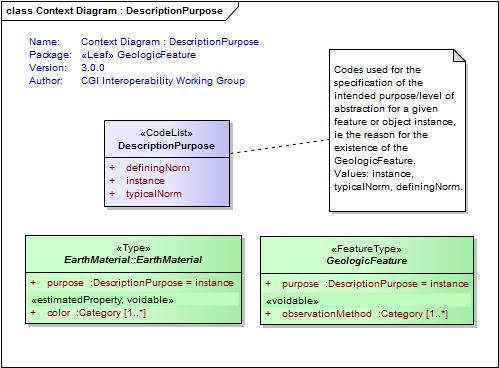 class Context Diagram : DescriptionPurpose
Name: Context Diagram : DescriptionPurpose
Package: «Leaf» GeologicFeature
Version: 3.0.0
Author: CGI Interoperability Working Group
Codes used for the
specification of the
intended purpose/level of
abstraction for a given
feature or object instance,
ie the reason for the
existence of the
GeologicFeature.
Values: instance,
typicalNorm, definingNorm.
«CodeList»
DescriptionPurpose
+ definingNorm
+ instance
+ typicalNorm
«Type»
EarthMaterial::EarthMaterial
+ purpose :DescriptionPurpose = instance
«estimatedProperty, voidable»
+ color :Category [1..*]
«FeatureType»
GeologicFeature
+ purpose :DescriptionPurpose = instance
«voidable»
+ observationMethod :Category [1..*]